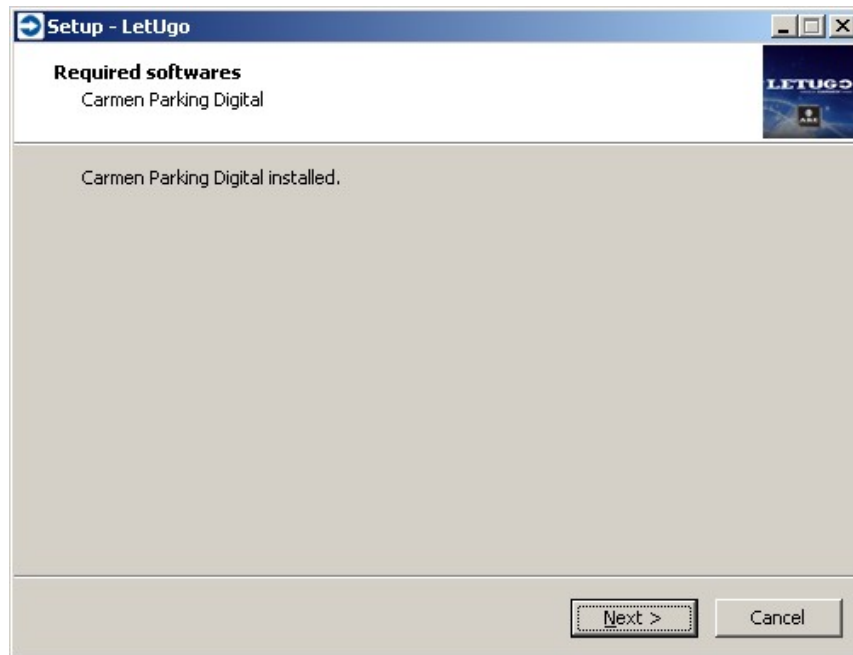 Setup - LetUgo
Required softwares
Carmen Parking Digital
LETUGO
Carmen Parking Digital installed.
Next >
Cancel